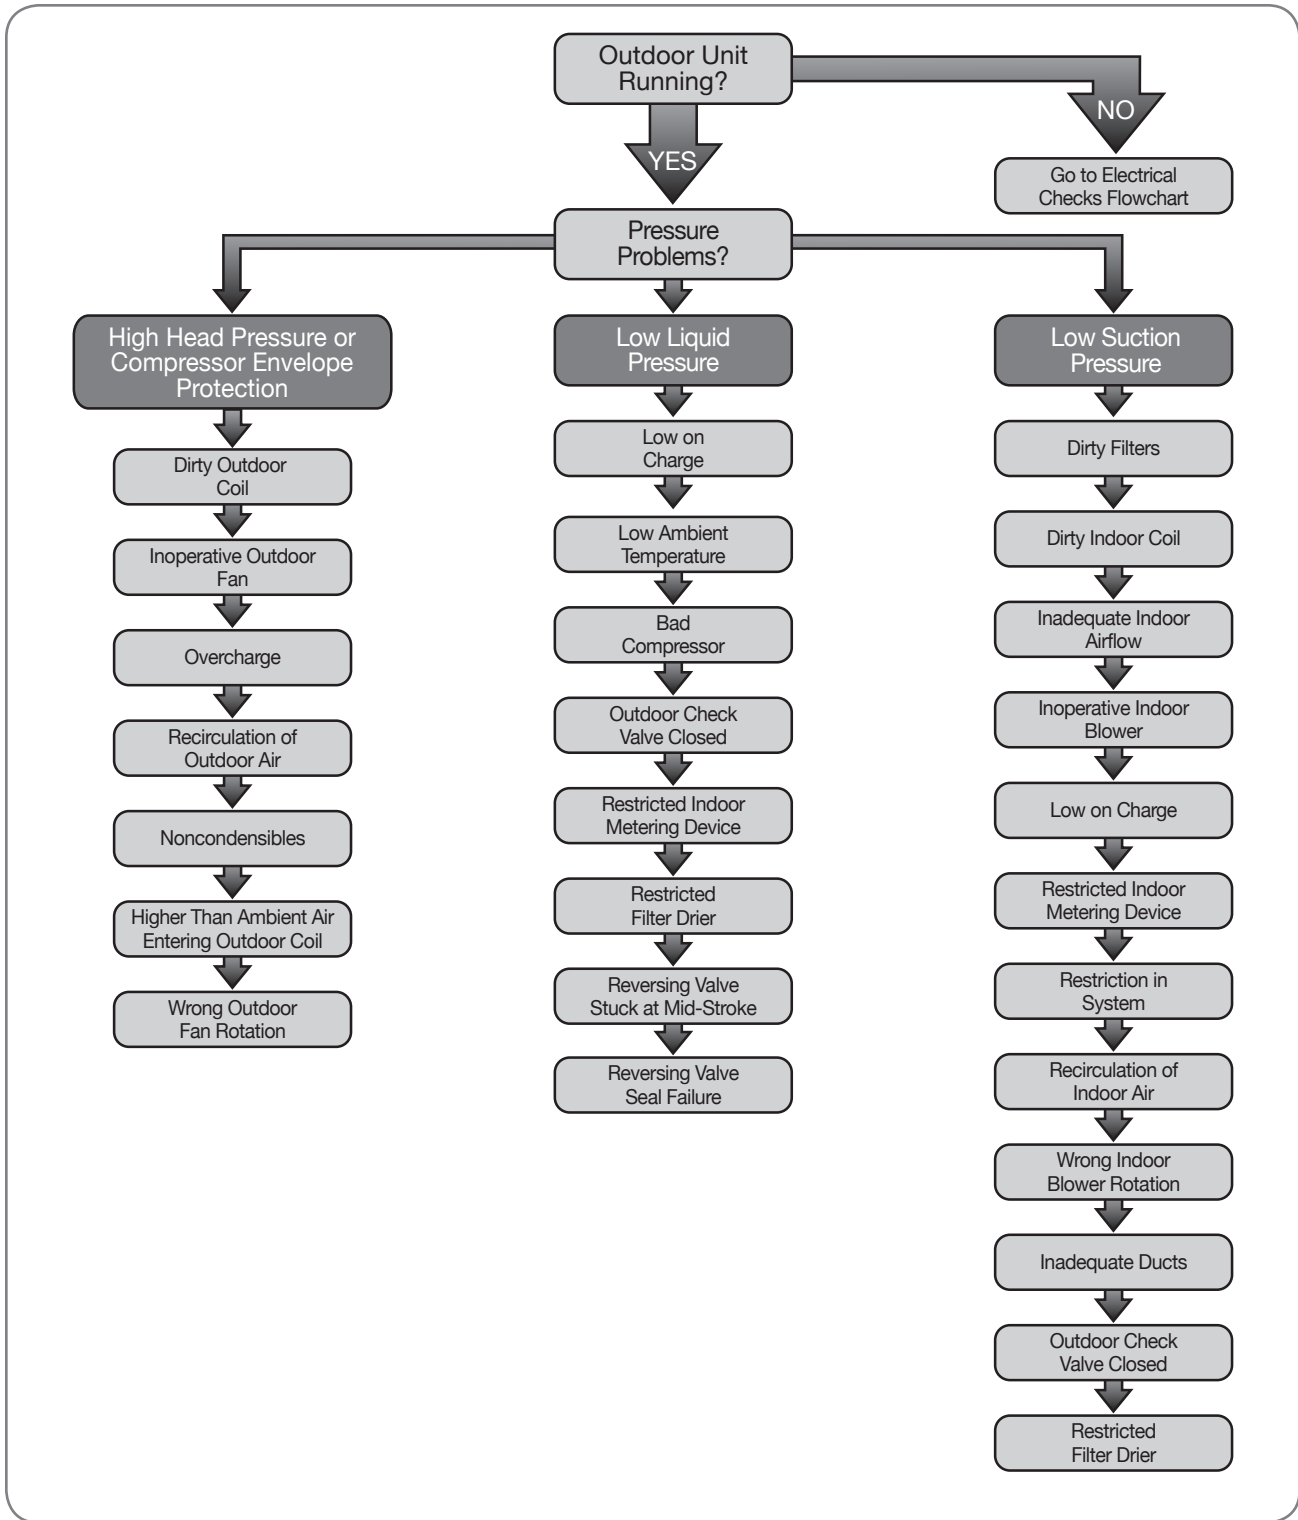 Outdoor Unit
Running?
NO
YES
Go to Electrical
Checks Flowchart
Pressure
Problems?
High Head Pressure or
Compressor Envelope
Protection
Dirty Outdoor
Coil
Inoperative Outdoor
Fan
Overcharge
Recirculation of
Outdoor Air
Noncondensibles
Higher Than Ambient Air
Entering Outdoor Coil
Wrong Outdoor
Fan Rotation
Low Liquid
Pressure
Low on
Charge
Low Ambient
Temperature
Bad
Compressor
Outdoor Check
Valve Closed
Restricted Indoor
Metering Device
Restricted
Filter Drier
Reversing Valve
Stuck at Mid-Stroke
Reversing Valve
Seal Failure
Low Suction
Pressure
Dirty Filters
Dirty Indoor Coil
Inadequate Indoor
Airflow
Inoperative Indoor
Blower
Low on Charge
Restricted Indoor
Metering Device
Restriction in
System
Recirculation of
Indoor Air
Wrong Indoor
Blower Rotation
Inadequate Ducts
Outdoor Check
Valve Closed
Restricted
Filter Drier